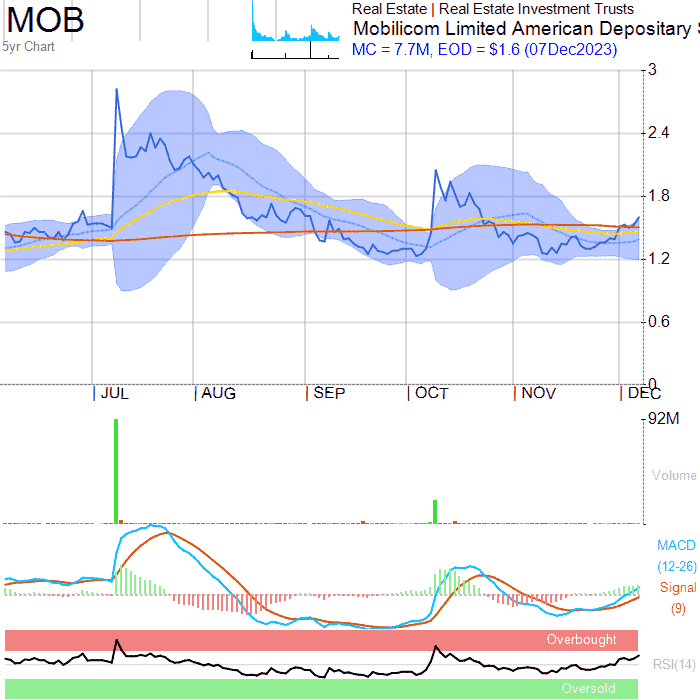 MOB
5yr Chart
Real Estate | Real Estate Investment Trusts
Mobilicom Limited American Depositary
MC = 7.7M, EOD = $1.6 (07Dec2023)
3
2.4
1.8
1.2
0.6
0
JUL AUG SEP OCT NOV DEC
92M
Volume
MACD
(12-26)
Signal
(9)
Overbought
RSI(14)
Oversold